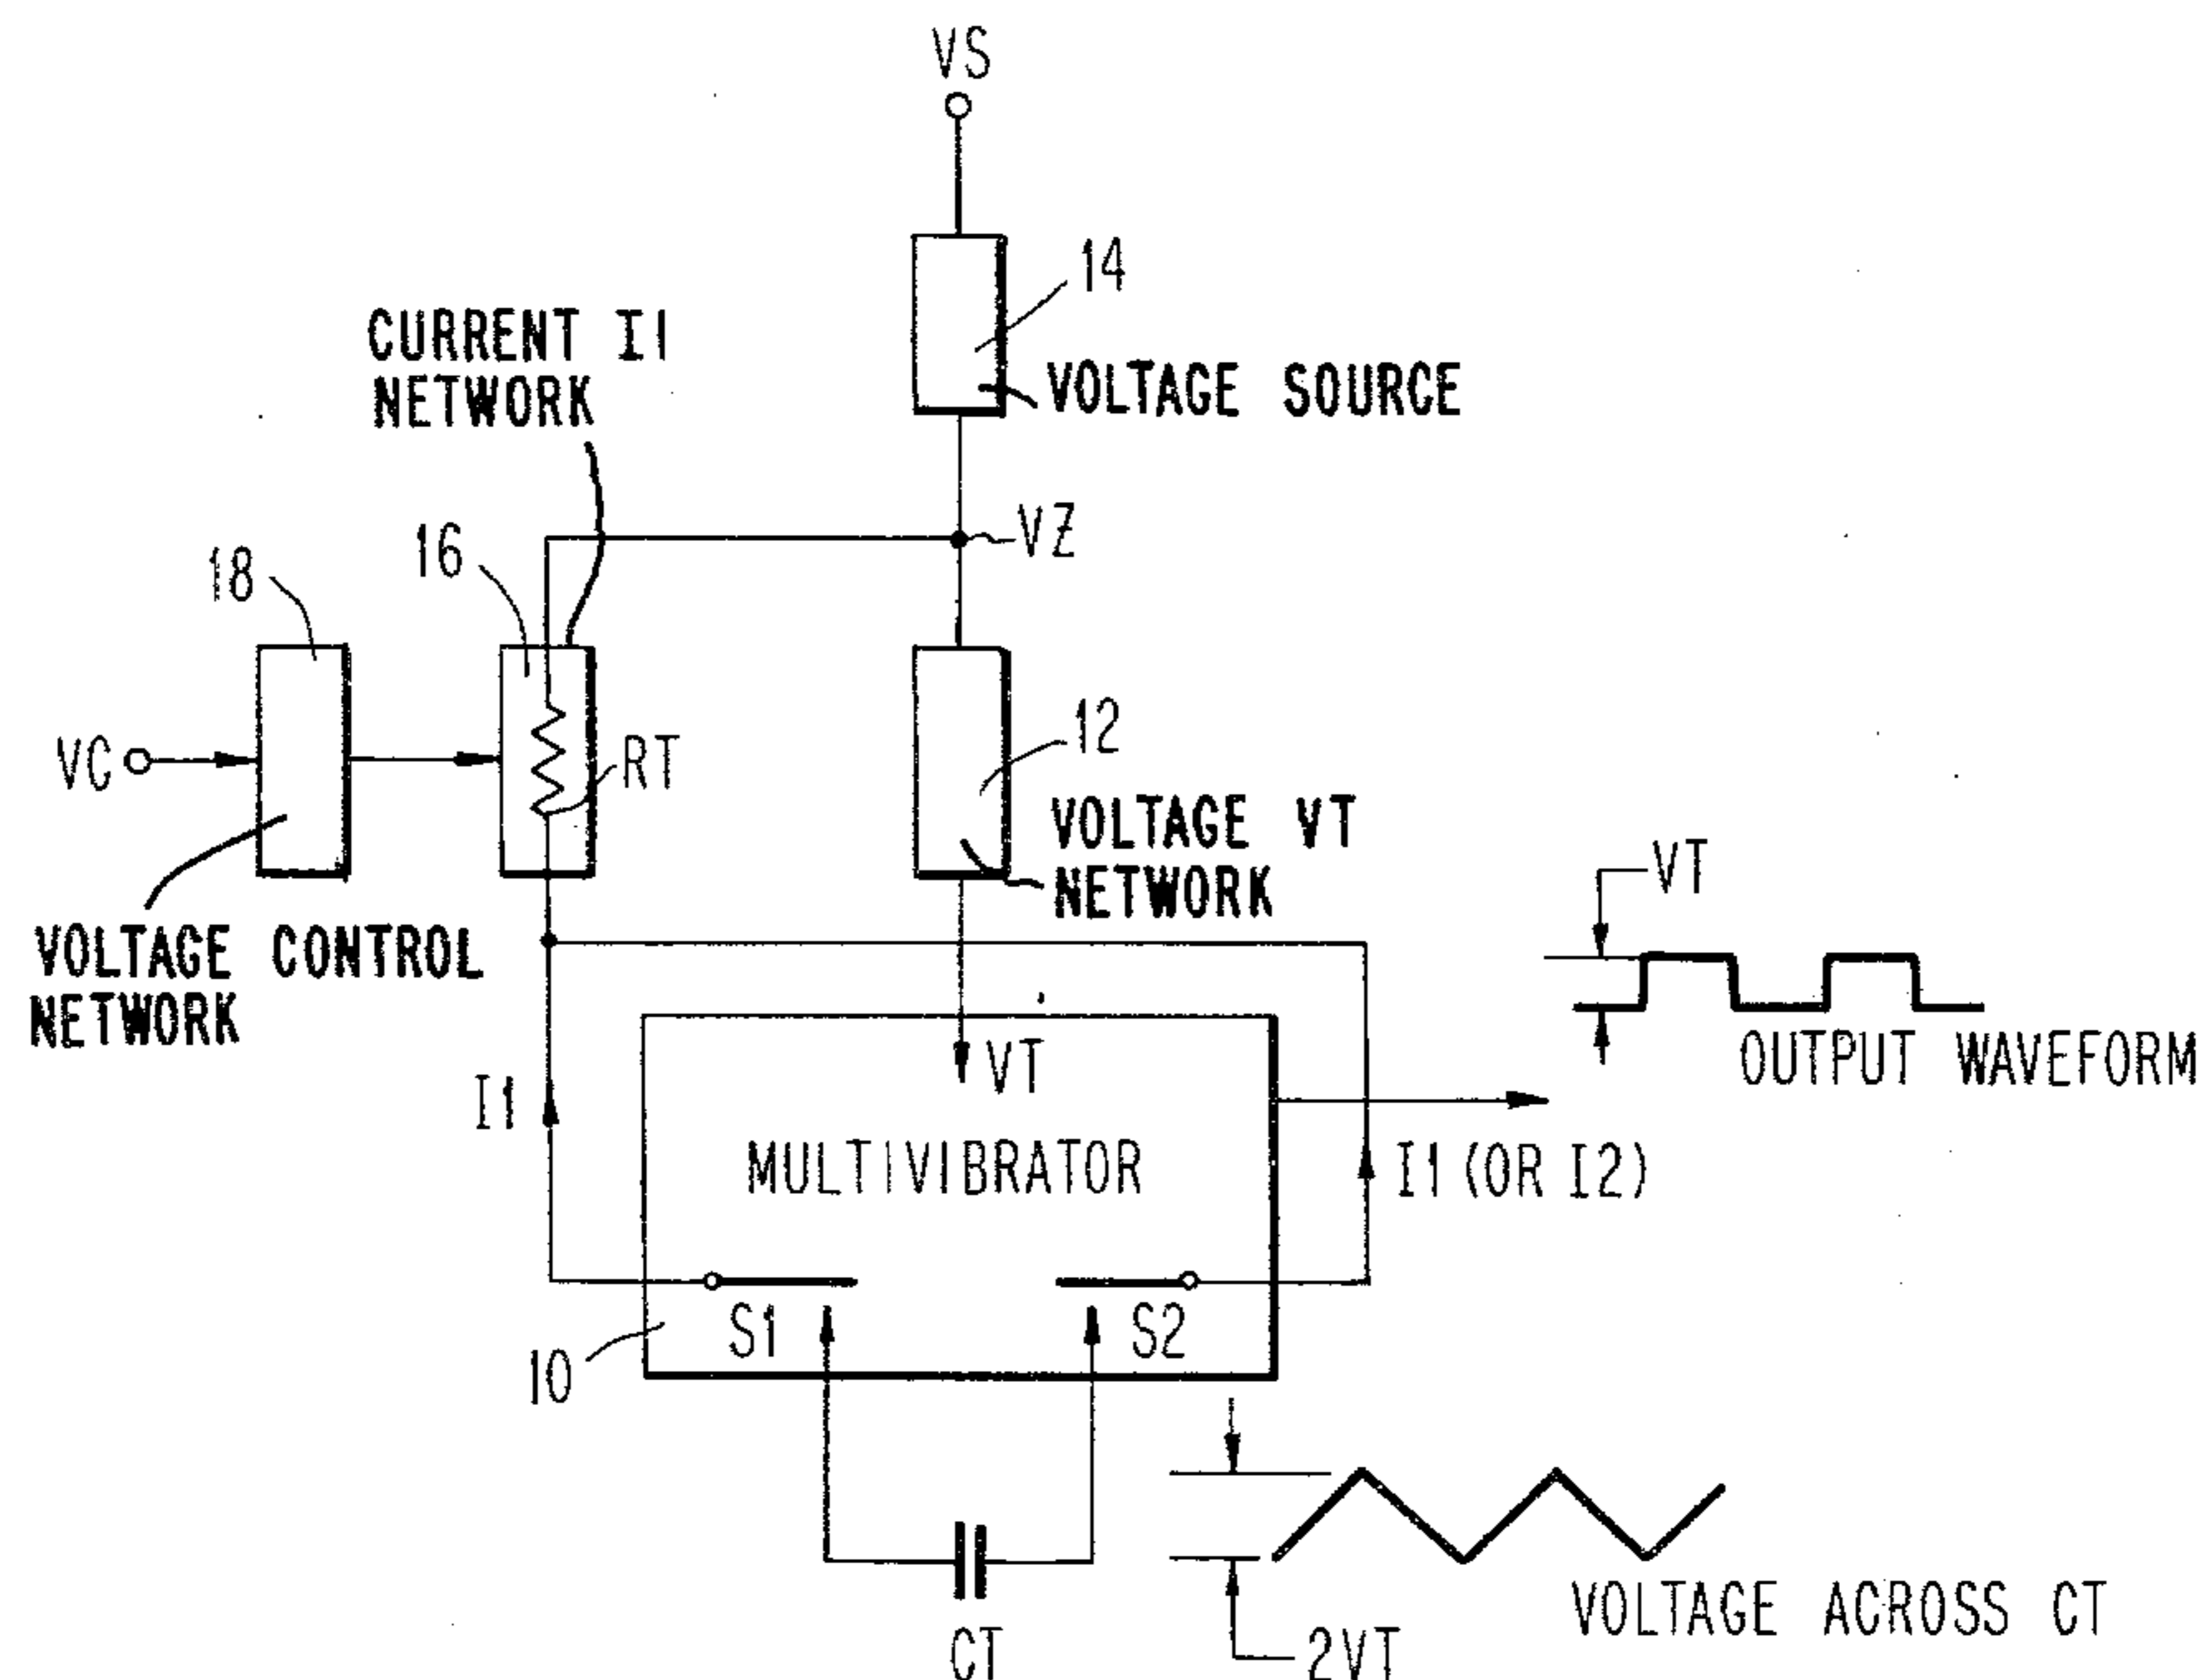 VS
14
CURRENT I1
NETWORK
VOLTAGE SOURCE
VZ
16
18
12
VC
RT
VOLTAGE VT
NETWORK
VT
VOLTAGE CONTROL
NETWORK
OUTPUT WAVEFORM
VT
I1
MULTIVIBRATOR
I1 (OR I2)
S1
S2
10
VOLTAGE ACROSS CT
CT
2VT